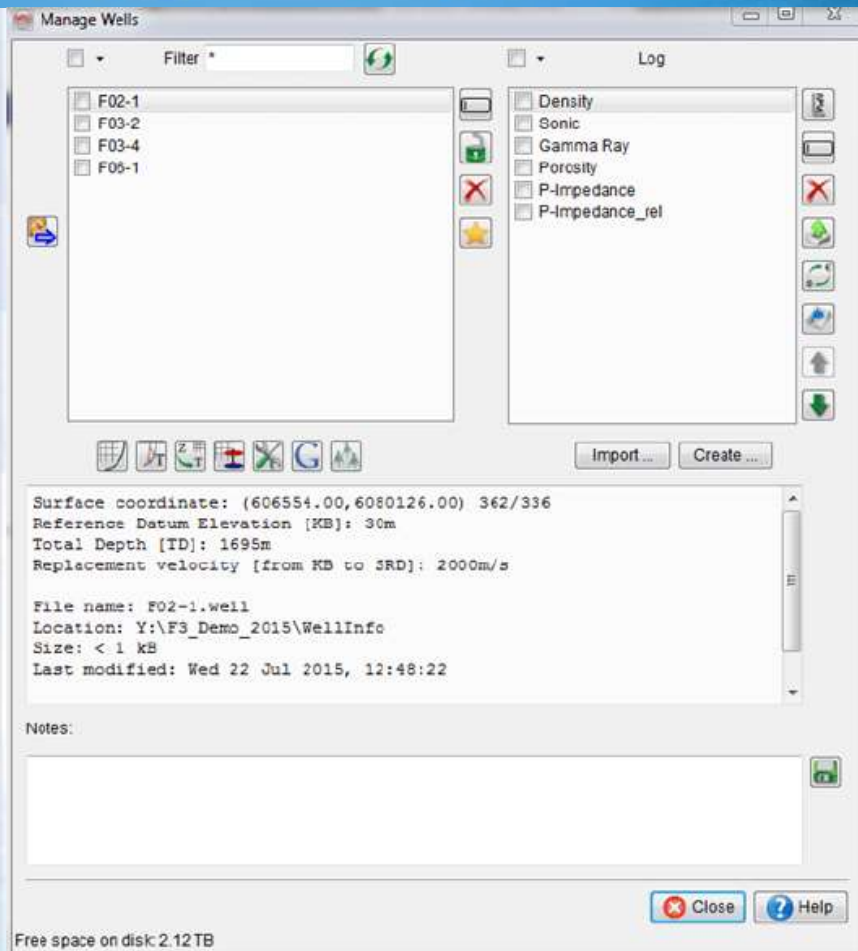 Manage Wells
Filter *
Log
F02-1
F03-2
F03-4
F06-1
Density
Sonic
Gamma Ray
Porosity
P-Impedance
P-Impedance_rel
Import ...
Create ...
Surface coordinate: (606554.00,6080126.00) 362/336
Reference Datum Elevation [KB]: 30m
Total Depth [TD]: 1695m
Replacement velocity [from KB to SRD]: 2000m/s
File name: F02-1.well
Location: Y:\F3_Demo_2015\WellInfo
Size: < 1 kB
Last modified: Wed 22 Jul 2015, 12:48:22
Notes:
Close
Help
Free space on disk: 2.12TB